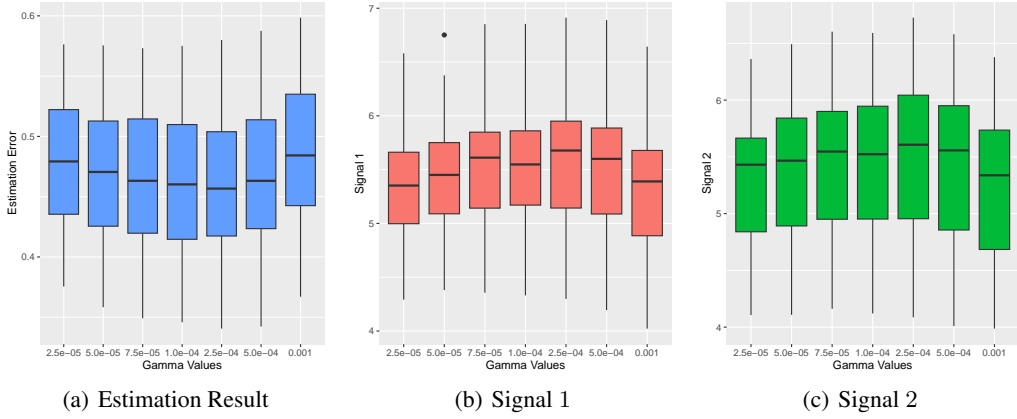 0.6
0.5
0.4
Estimation Error
2.5e−05 5.0e−05 7.5e−05 1.0e−04 2.5e−04 5.0e−04 0.001
Gamma Values
(a) Estimation Result
7
6
5
4
Signal 1
2.5e−05 5.0e−05 7.5e−05 1.0e−04 2.5e−04 5.0e−04 0.001
Gamma Values
(b) Signal 1
6
5
4
Signal 2
2.5e−05 5.0e−05 7.5e−05 1.0e−04 2.5e−04 5.0e−04 0.001
Gamma Values
(c) Signal 2